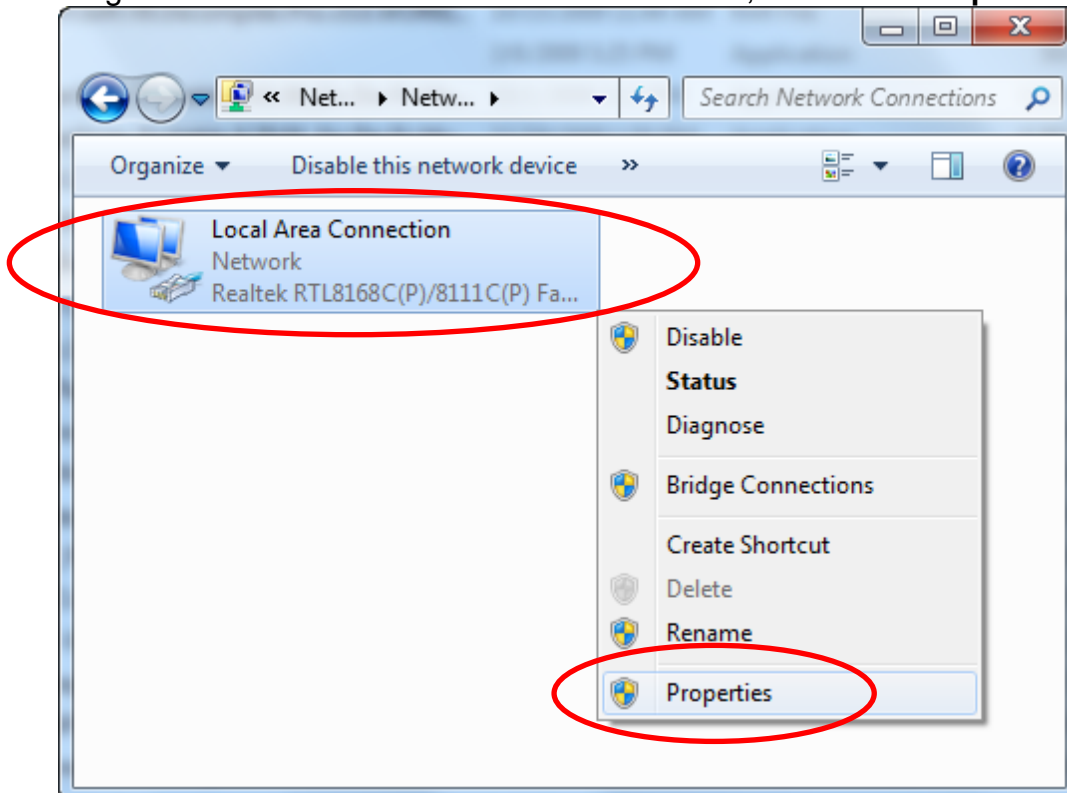 « Net... Netw...
Search Network Connections
Organize Disable this network device »
Local Area Connection
Network
Realtek RTL8168C(P)/8111C(P) Fa...
Disable
Status
Diagnose
Bridge Connections
Create Shortcut
Delete
Rename
Properties